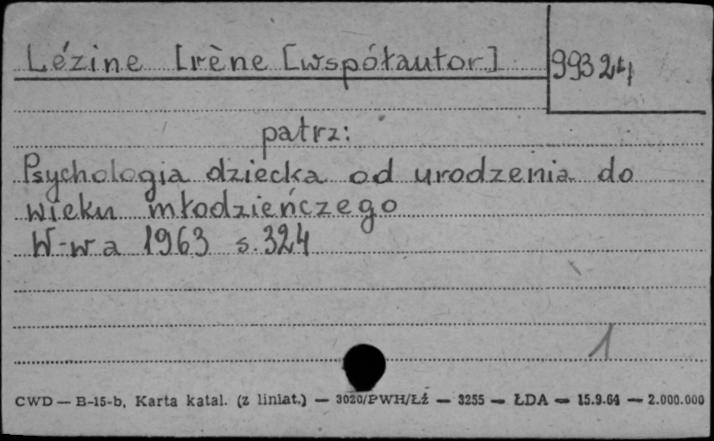 Lézine Irène [współautor]
99324
patrz:
Psychologia dziecka od urodzenia do
wieku młodzieńczego
W-wa 1963 s. 324
1
CWD — B-15-b, Karta katal. (z liniat.) — 3020/PWH/Łź — 3255 — ŁDA — 15.9.64 — 2.000.000